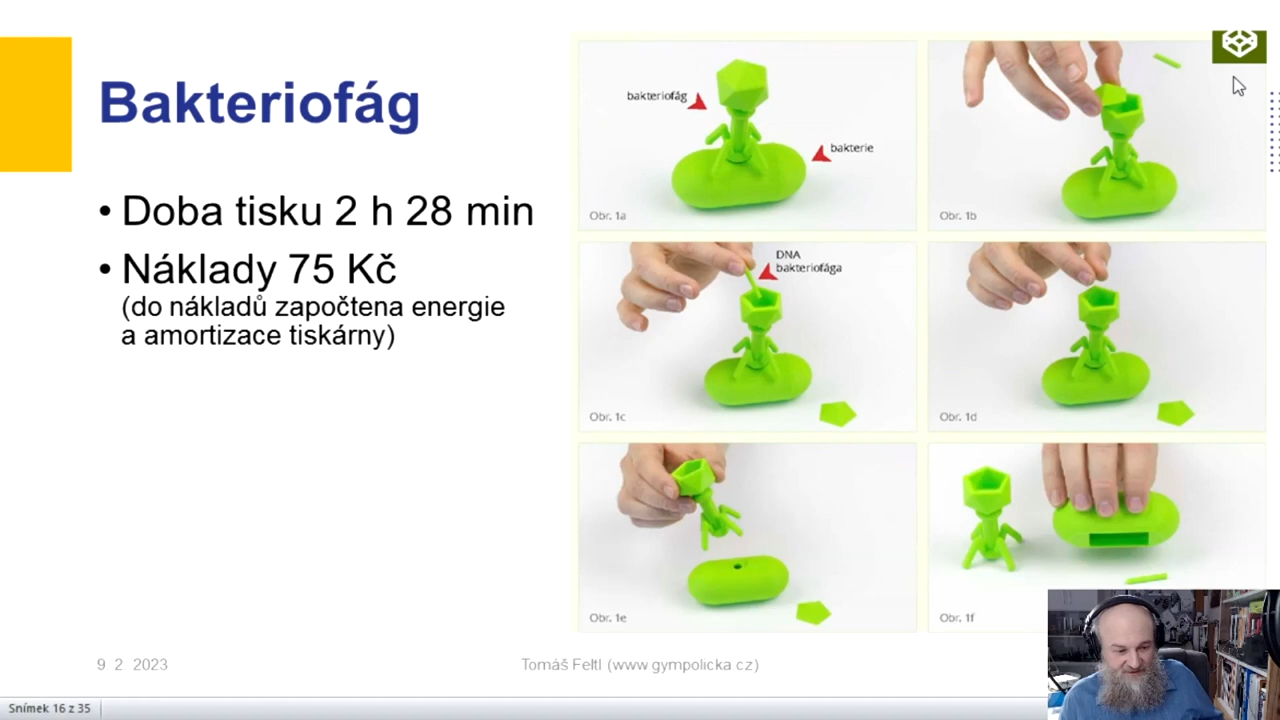 Bakteriofág
• Doba tisku 2 h 28 min
• Náklady 75 Kč
(do nákladů započtena energie
a amortizace tiskárny)
bakteriofág
bakterie
Obr. 1a
Obr. 1b
DNA
bakteriofága
Obr. 1c
Obr. 1d
Obr. 1e
Obr. 1f
9 2 2023
Tomáš Feltl (www gympolicka cz)
Snímek 16 z 35